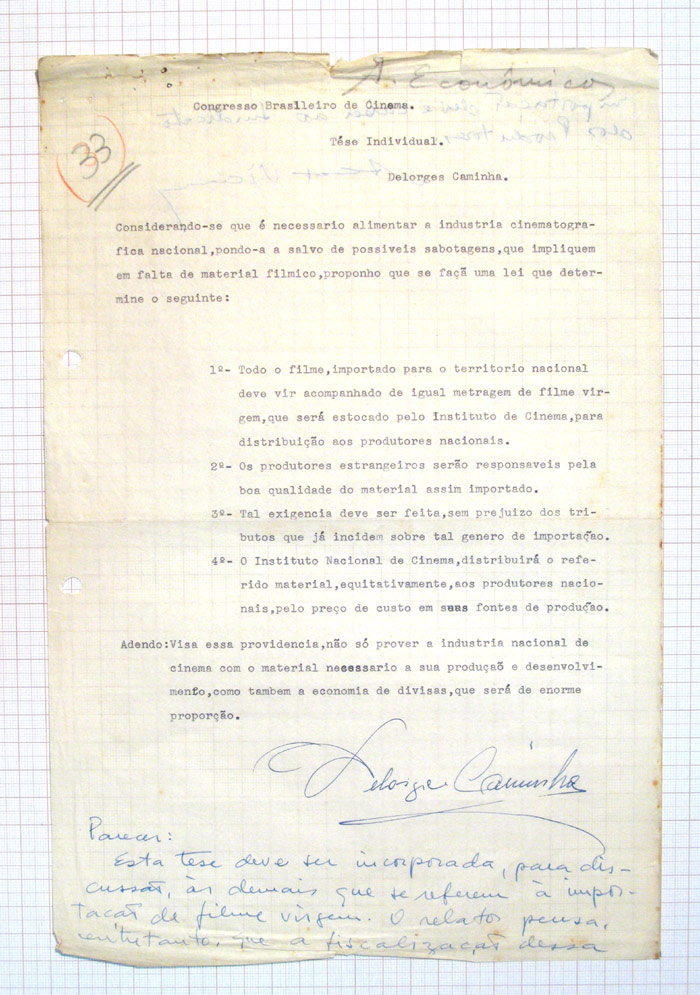 A. Econômico
Congresso Brasileiro de Cinema.
33
Tése Individual.
Delorges Caminha.
Considerando-se que é necessario alimentar a industria cinematogra-
fica nacional,pondo-a a salvo de possiveis sabotagens,que impliquem
em falta de material filmico,proponho que se façã uma lei que deter-
mine o seguinte:
1º- Todo o filme,importado para o territorio nacional
deve vir acompanhado de igual metragem de filme vir-
gem,que será estocado pelo Instituto de Cinema,para
distribuição aos produtores nacionais.
2º- Os produtores estrangeiros serão responsaveis pela
boa qualidade do material assim importado.
3º- Tal exigencia deve ser feita,sem prejuizo dos tri-
butos que já incidem sobre tal genero de importação.
4º- O Instituto Nacional de Cinema,distribuirá o refe-
rido material,equitativamente,aos produtores nacio-
nais,pelo preço de custo em suas fontes de produção.
Adendo:Visa essa providencia,não só prover a industria nacional de
cinema com o material necessario a sua produçaõ e desenvolvi-
mento,como tambem a economia de divisas,que será de enorme
proporção.
Delorges Caminha
Parecer:
Esta tese deve ser incorporada, para dis-
cussão, às demais que se referem à impor-
tação de filme virgem. O relator pensa,
entretanto, que a fiscalização dessa